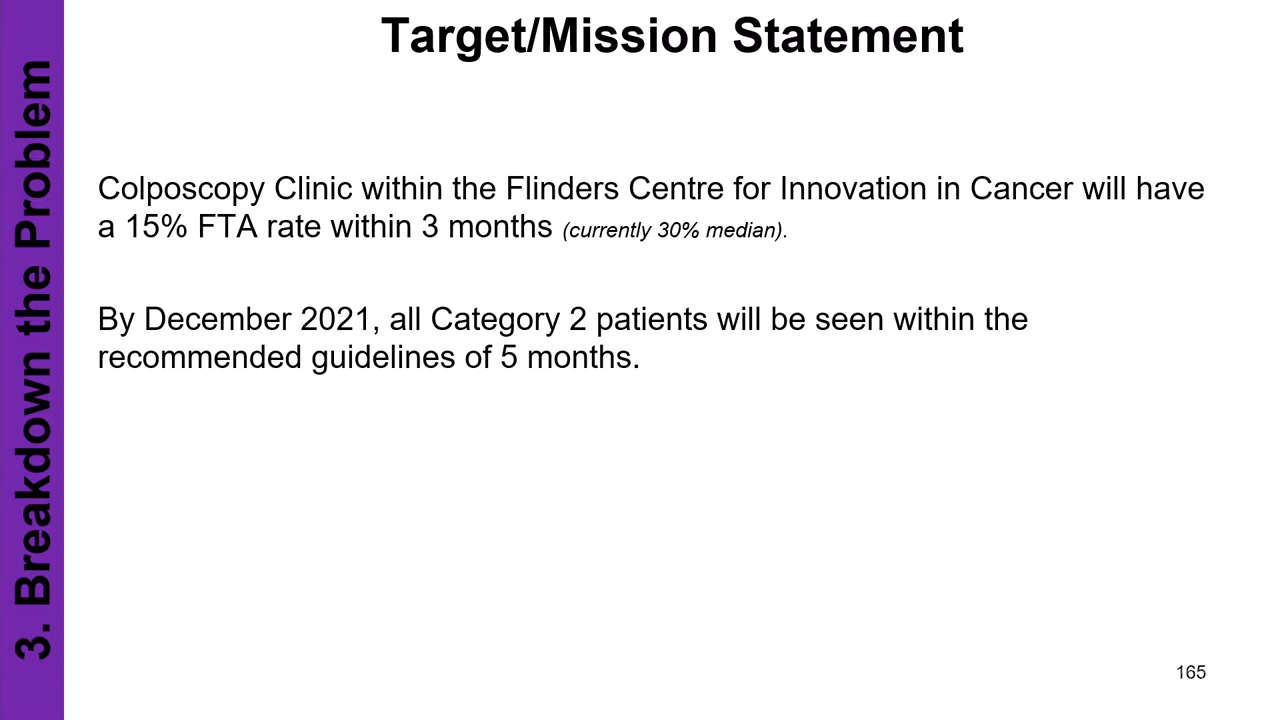 Target/Mission Statement
3. Breakdown the Problem
Colposcopy Clinic within the Flinders Centre for Innovation in Cancer will have
a 15% FTA rate within 3 months (currently 30% median).
By December 2021, all Category 2 patients will be seen within the
recommended guidelines of 5 months.
165